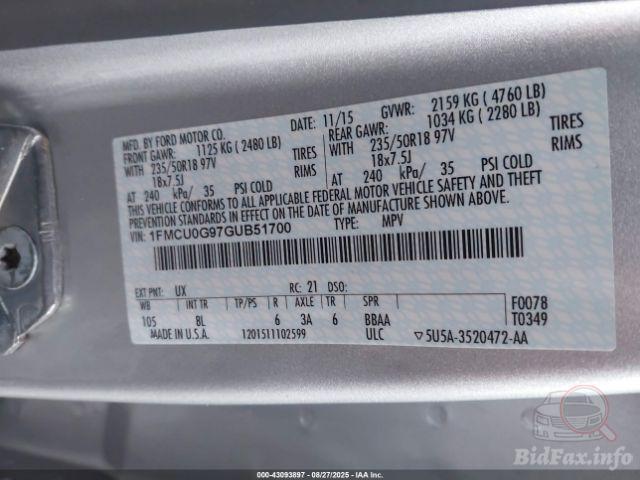 MFD. BY FORD MOTOR CO. DATE: 11/15 GVWR: 2159 KG ( 4760 LB)
FRONT GAWR: 1125 KG ( 2480 LB) REAR GAWR: 1034 KG ( 2280 LB)
WITH 235/50R18 97V TIRES WITH 235/50R18 97V TIRES
18x7.5J RIMS 18x7.5J RIMS
AT 240 kPa/ 35 PSI COLD AT 240 kPa/ 35 PSI COLD
THIS VEHICLE CONFORMS TO ALL APPLICABLE FEDERAL MOTOR VEHICLE SAFETY AND THEFT
PREVENTION STANDARDS IN EFFECT ON THE DATE OF MANUFACTURE SHOWN ABOVE.
VIN: 1FMCU0G97GUB51700 TYPE: MPV
EXT PNT: UX RC: 21 DSO:
WB INT TR TP/PS R AXLE TR SPR F0078
105 8L 6 3A 6 BBAA T0349
MADE IN U.S.A. 1201511102599 ULC ▽5U5A-3520472-AA
BidFax.info
000-43093897 - 08/27/2025 - IAA Inc.